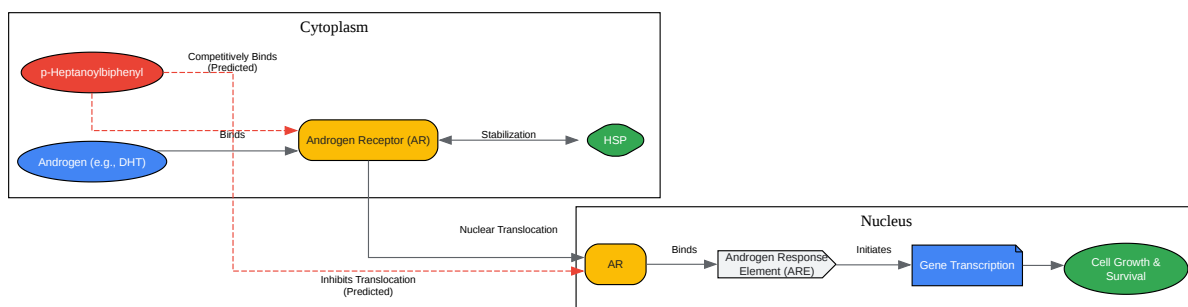 Cytoplasm
Competitively Binds
(Predicted)
p-Heptanoylbiphenyl
Binds
Androgen Receptor (AR)
Stabilization
HSP
Androgen (e.g., DHT)
Nucleus
Nuclear Translocation
AR
Binds
Androgen Response
Element (ARE)
Initiates
Gene Transcription
Cell Growth &
Survival
Inhibits Translocation
(Predicted)